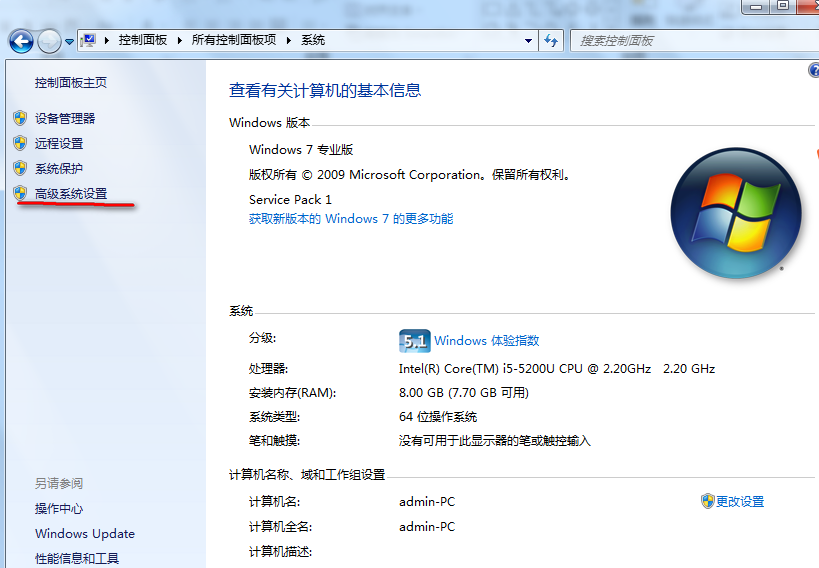 控制面板 ▸ 所有控制面板项 ▸ 系统
搜索控制面板
控制面板主页
设备管理器
远程设置
系统保护
高级系统设置
另请参阅
操作中心
Windows Update
性能信息和工具
查看有关计算机的基本信息
Windows 版本
Windows 7 专业版
版权所有 © 2009 Microsoft Corporation。保留所有权利。
Service Pack 1
获取新版本的 Windows 7 的更多功能
系统
分级: 5.1 Windows 体验指数
处理器: Intel(R) Core(TM) i5-5200U CPU @ 2.20GHz 2.20 GHz
安装内存(RAM): 8.00 GB (7.70 GB 可用)
系统类型: 64 位操作系统
笔和触摸: 没有可用于此显示器的笔或触控输入
计算机名称、域和工作组设置
计算机名: admin-PC 更改设置
计算机全名: admin-PC
计算机描述: